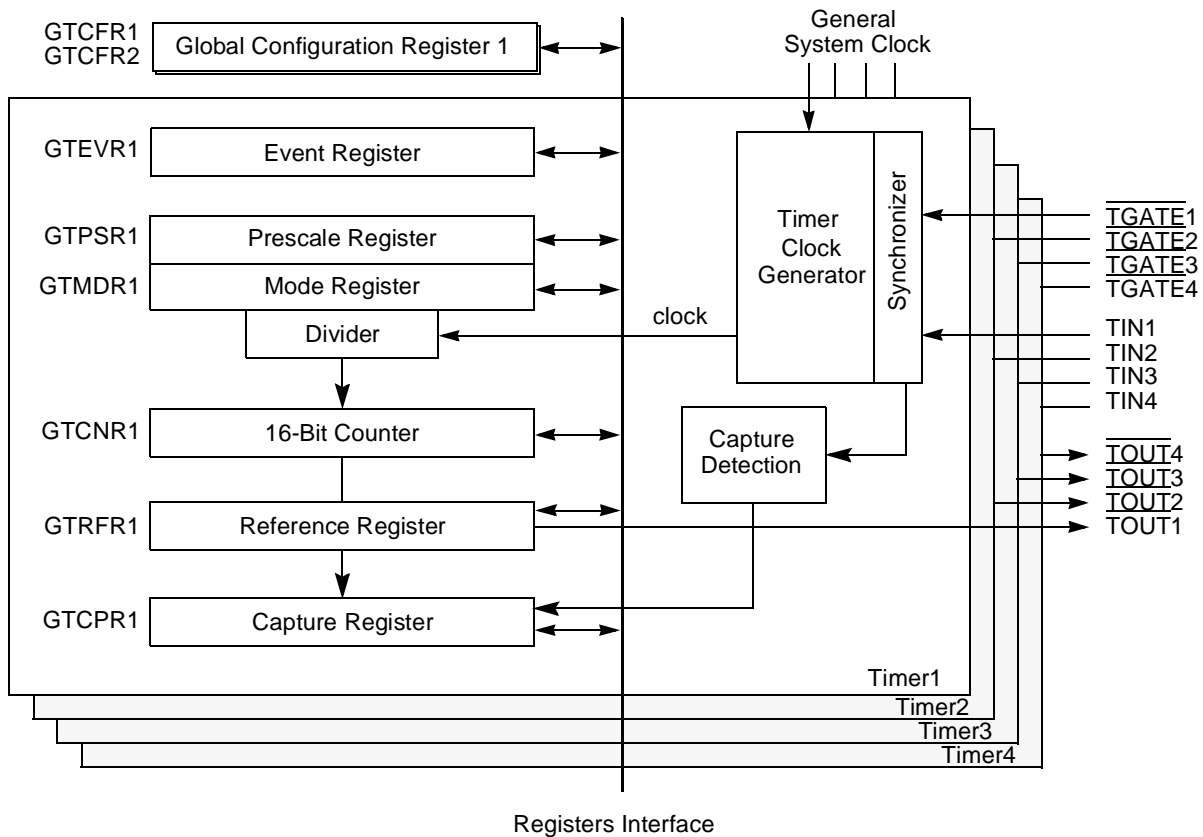 GTCFR1
GTCFR2
Global Configuration Register 1
General
System Clock
GTEVR1
Event Register
GTPSR1
Prescale Register
GTMDR1
Mode Register
Divider
clock
Timer
Clock
Generator
Synchronizer
TGATE1
TGATE2
TGATE3
TGATE4
TIN1
TIN2
TIN3
TIN4
GTCNR1
16-Bit Counter
Capture
Detection
TOUT4
TOUT3
TOUT2
TOUT1
GTRFR1
Reference Register
GTCPR1
Capture Register
Timer1
Timer2
Timer3
Timer4
Registers Interface